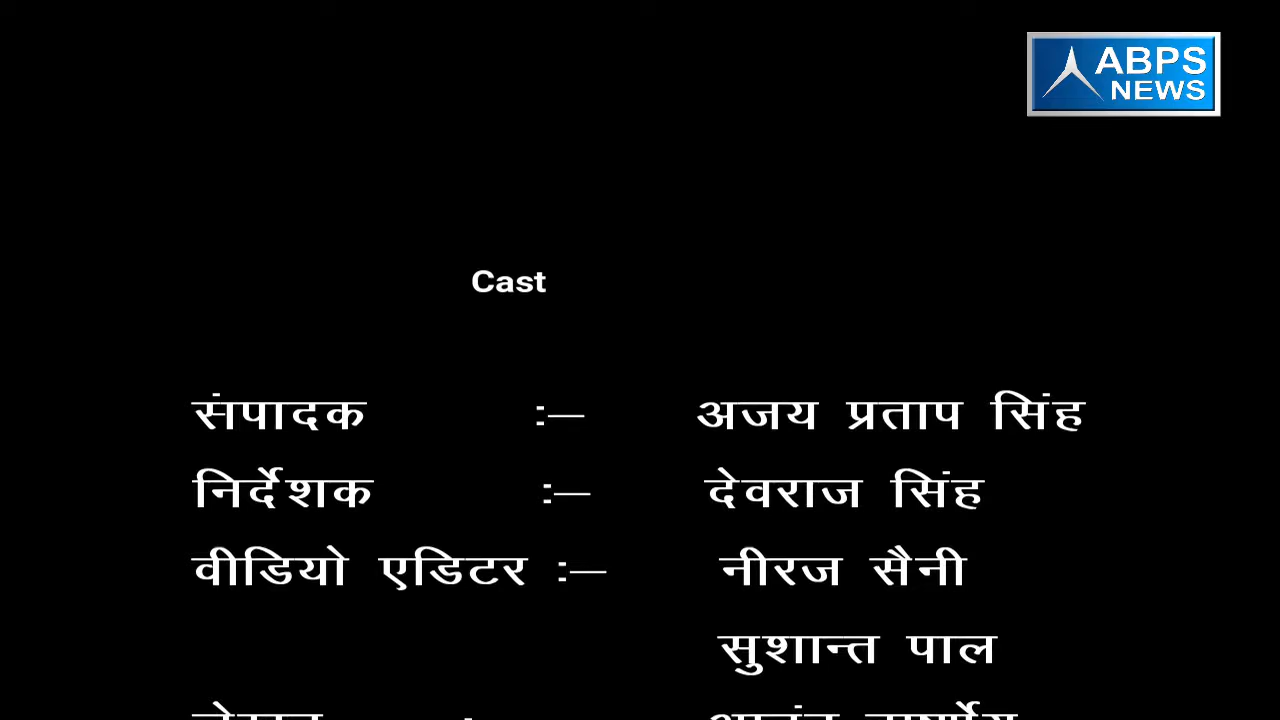 ABPS
NEWS
Cast
संपादक :— अजय प्रताप सिंह
निर्देशक :— देवराज सिंह
वीडियो एडिटर :— नीरज सैनी
सुशान्त पाल